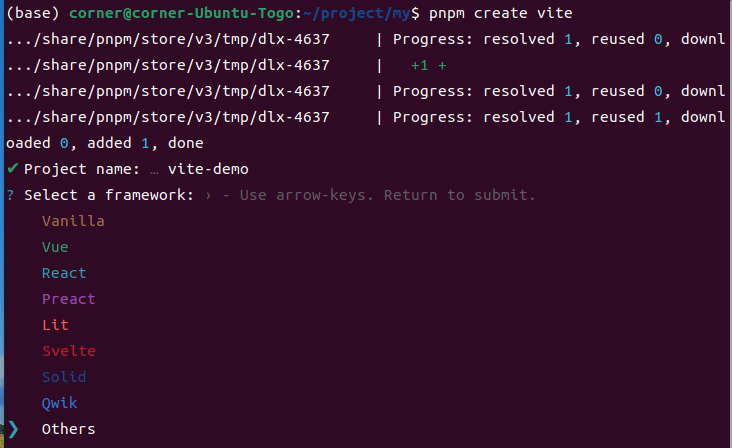 (base) corner@corner-Ubuntu-Togo:~/project/my$ pnpm create vite
.../share/pnpm/store/v3/tmp/dlx-4637     | Progress: resolved 1, reused 0, downl
.../share/pnpm/store/v3/tmp/dlx-4637     |   +1 +
.../share/pnpm/store/v3/tmp/dlx-4637     | Progress: resolved 1, reused 0, downl
.../share/pnpm/store/v3/tmp/dlx-4637     | Progress: resolved 1, reused 1, downl
oaded 0, added 1, done
✔ Project name: … vite-demo
? Select a framework: › - Use arrow-keys. Return to submit.
Vanilla
Vue
React
Preact
Lit
Svelte
Solid
Qwik
❯ Others